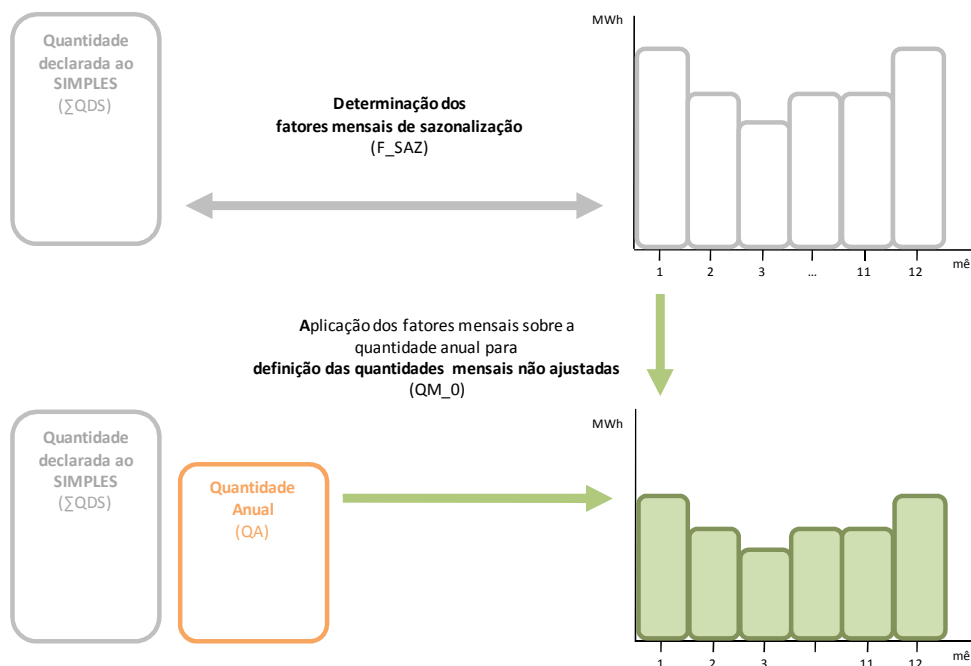 Quantidade
declarada ao
SIMPLES
(∑QDS)
Determinação dos
fatores mensais de sazonalização
(F_SAZ)
MWh
1 2 3 ... 11 12
mê
Aplicação dos fatores mensais sobre a
quantidade anual para
definição das quantidades mensais não ajustadas
(QM_0)
Quantidade
declarada ao
SIMPLES
(∑QDS)
Quantidade
Anual
(QA)
MWh
1 2 3 11 12
mê